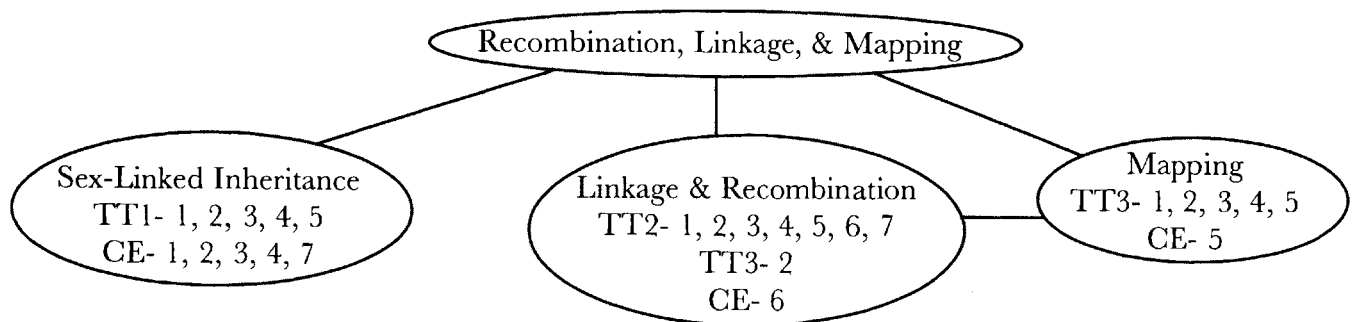 Recombination, Linkage, & Mapping
Sex-Linked Inheritance
TT1- 1, 2, 3, 4, 5
CE- 1, 2, 3, 4, 7
Linkage & Recombination
TT2- 1, 2, 3, 4, 5, 6, 7
TT3- 2
CE- 6
Mapping
TT3- 1, 2, 3, 4, 5
CE- 5